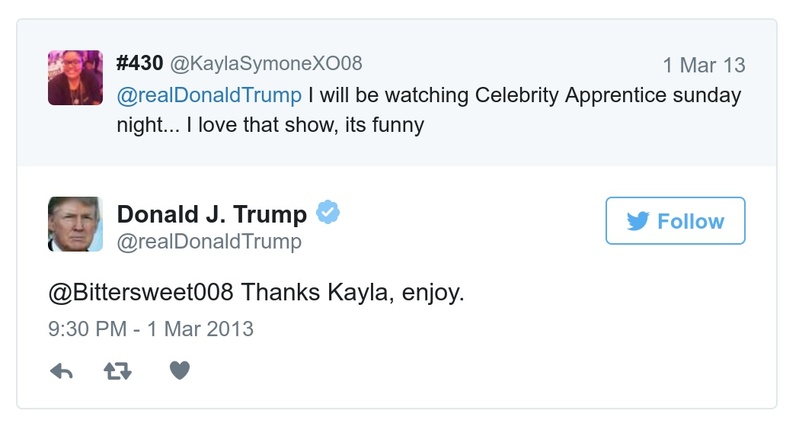 #430 @KaylaSymoneXO08 1 Mar 13
@realDonaldTrump I will be watching Celebrity Apprentice sunday
night... I love that show, its funny
Donald J. Trump
@realDonaldTrump
Follow
@Bittersweet008 Thanks Kayla, enjoy.
9:30 PM - 1 Mar 2013